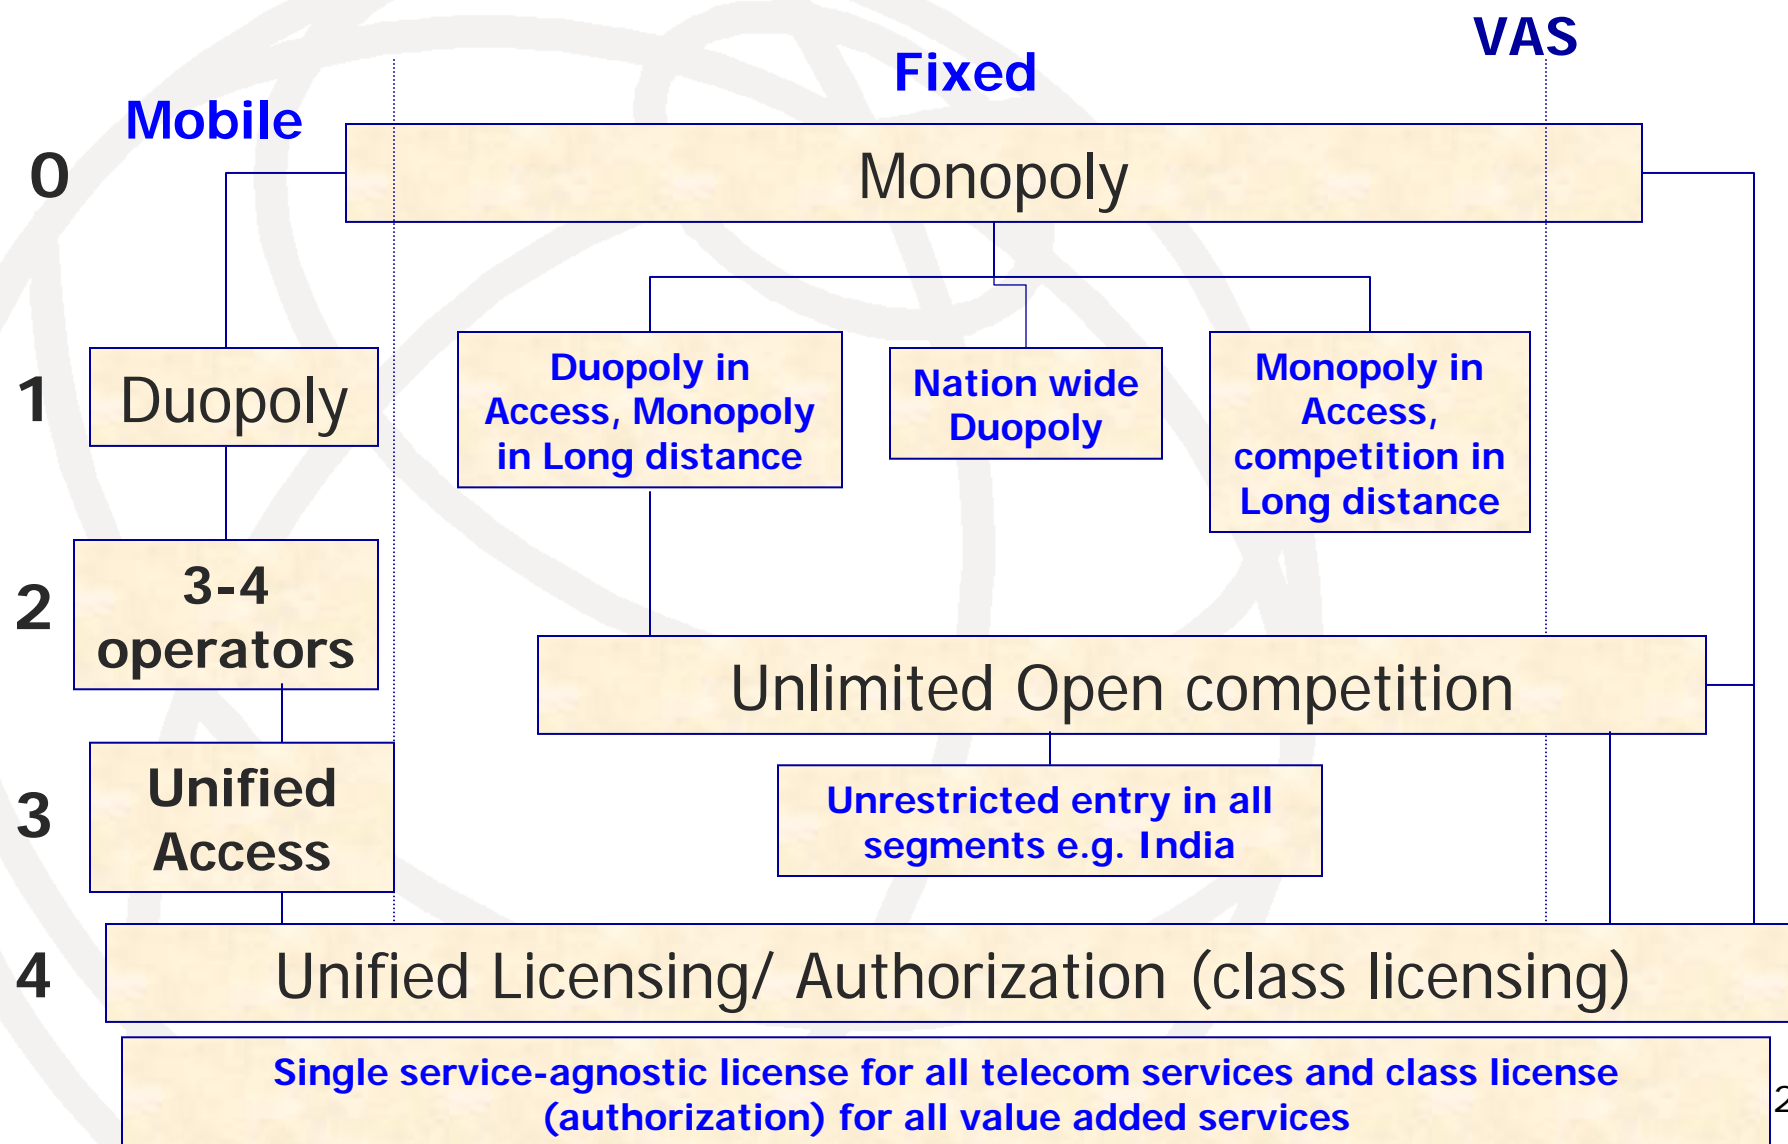 VAS
Fixed
Mobile
0
Monopoly
1
Duopoly
Duopoly in
Access, Monopoly
in Long distance
Nation wide
Duopoly
Monopoly in
Access,
competition in
Long distance
2
3-4
operators
Unlimited Open competition
3
Unified
Access
Unrestricted entry in all
segments e.g. India
4
Unified Licensing/ Authorization (class licensing)
Single service-agnostic license for all telecom services and class license
(authorization) for all value added services
2